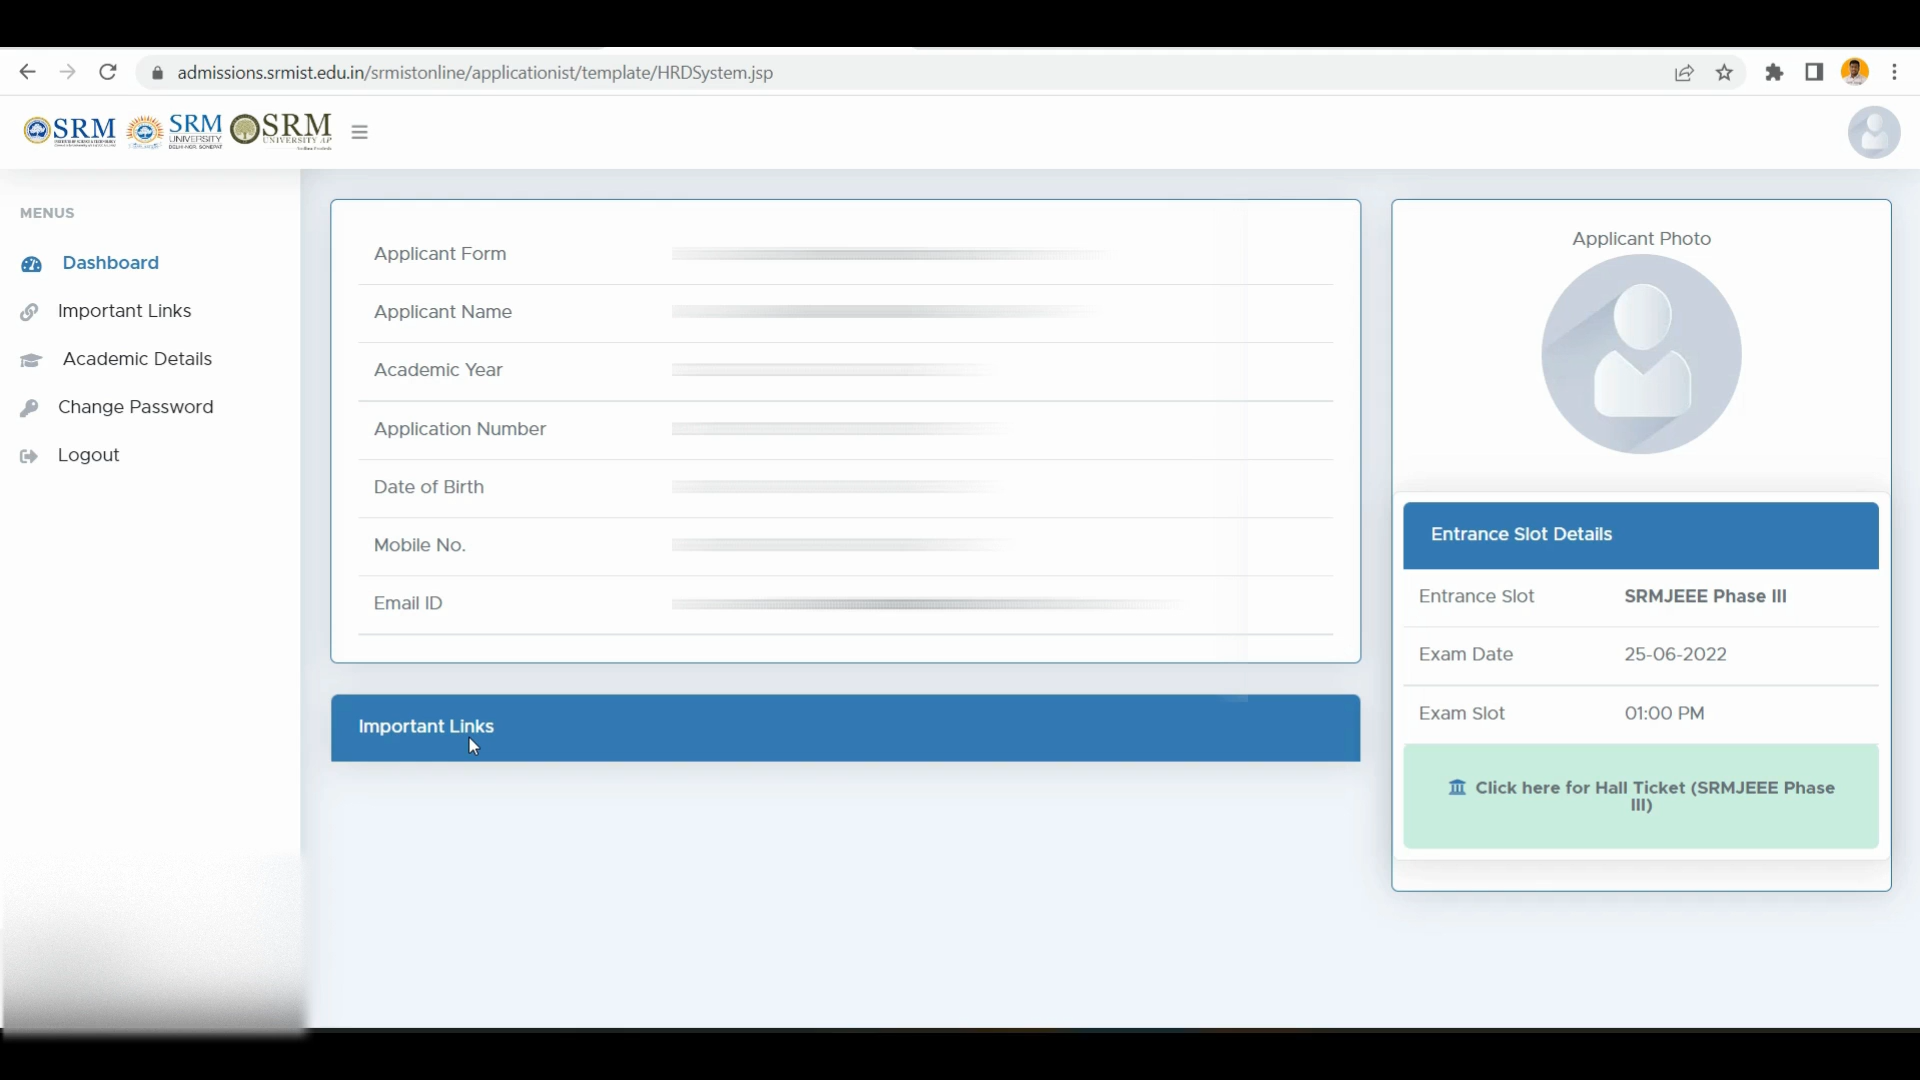 admissions.srmist.edu.in/srmistonline/applicationist/template/HRDSystem.jsp
SRM SRM SRM
UNIVERSITY UNIVERSITY AP
DELHI-NCR, SONEPAT
MENUS
Dashboard
Important Links
Academic Details
Change Password
Logout
Applicant Form
Applicant Name
Academic Year
Application Number
Date of Birth
Mobile No.
Email ID
Important Links
Applicant Photo
Entrance Slot Details
Entrance Slot SRMJEEE Phase III
Exam Date 25-06-2022
Exam Slot 01:00 PM
Click here for Hall Ticket (SRMJEEE Phase
III)